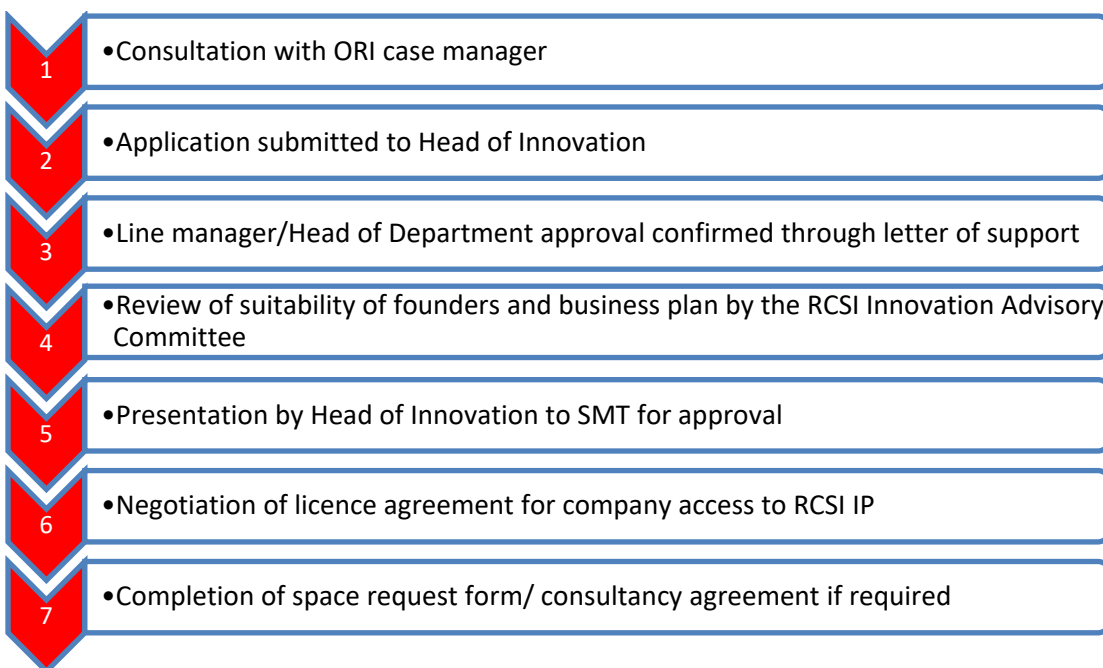 1
•Consultation with ORI case manager
2
•Application submitted to Head of Innovation
3
•Line manager/Head of Department approval confirmed through letter of support
4
•Review of suitability of founders and business plan by the RCSI Innovation Advisory
Committee
5
•Presentation by Head of Innovation to SMT for approval
6
•Negotiation of licence agreement for company access to RCSI IP
7
•Completion of space request form/ consultancy agreement if required